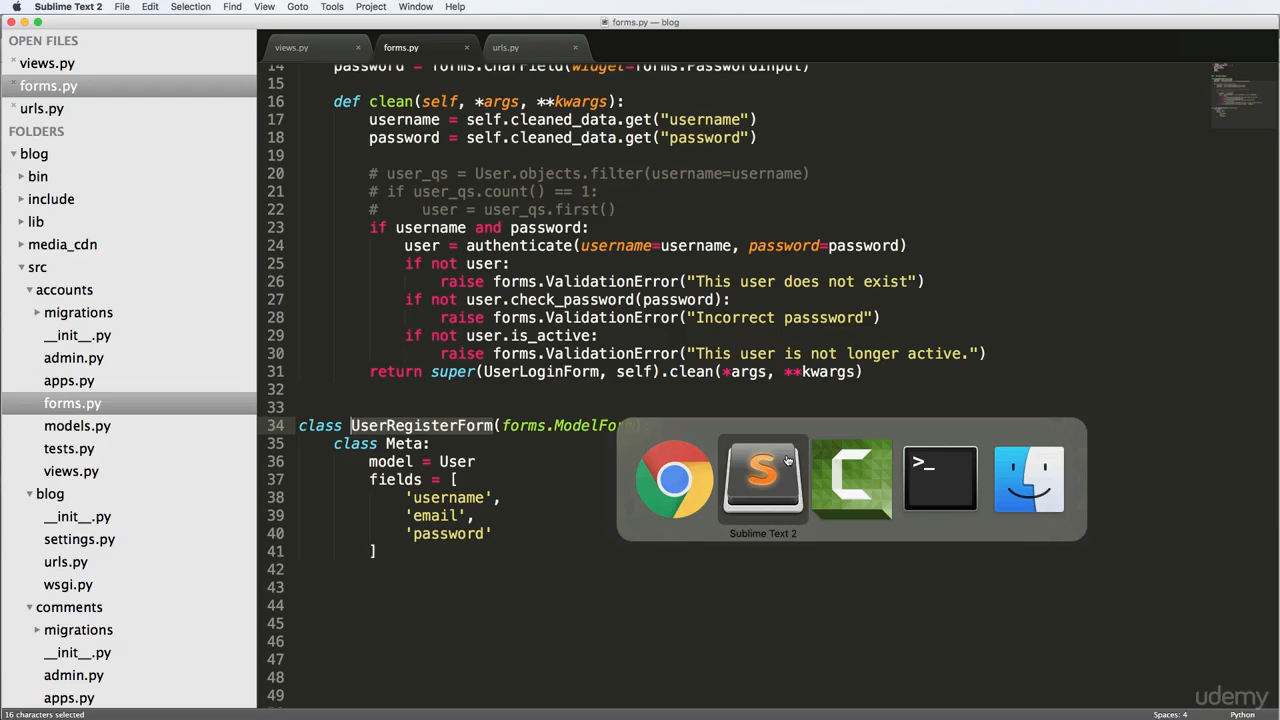 Sublime Text 2 File Edit Selection Find View Goto Tools Project Window Help
forms.py — blog
OPEN FILES
views.py
forms.py
urls.py
FOLDERS
blog
bin
include
lib
media_cdn
src
accounts
migrations
__init__.py
admin.py
apps.py
forms.py
models.py
tests.py
views.py
blog
__init__.py
settings.py
urls.py
wsgi.py
comments
migrations
__init__.py
admin.py
apps.py
views.py × forms.py × urls.py ×
14 password = forms.CharField(widget=forms.PasswordInput)
15
16 def clean(self, *args, **kwargs):
17 username = self.cleaned_data.get("username")
18 password = self.cleaned_data.get("password")
19
20 # user_qs = User.objects.filter(username=username)
21 # if user_qs.count() == 1:
22 # user = user_qs.first()
23 if username and password:
24 user = authenticate(username=username, password=password)
25 if not user:
26 raise forms.ValidationError("This user does not exist")
27 if not user.check_password(password):
28 raise forms.ValidationError("Incorrect passsword")
29 if not user.is_active:
30 raise forms.ValidationError("This user is not longer active.")
31 return super(UserLoginForm, self).clean(*args, **kwargs)
32
33
34 class UserRegisterForm(forms.ModelForm):
35 class Meta:
36 model = User
37 fields = [
38 'username',
39 'email',
40 'password'
41 ]
42
43
44
45
46
47
48
49
Sublime Text 2
udemy
16 characters selected Spaces: 4 Python